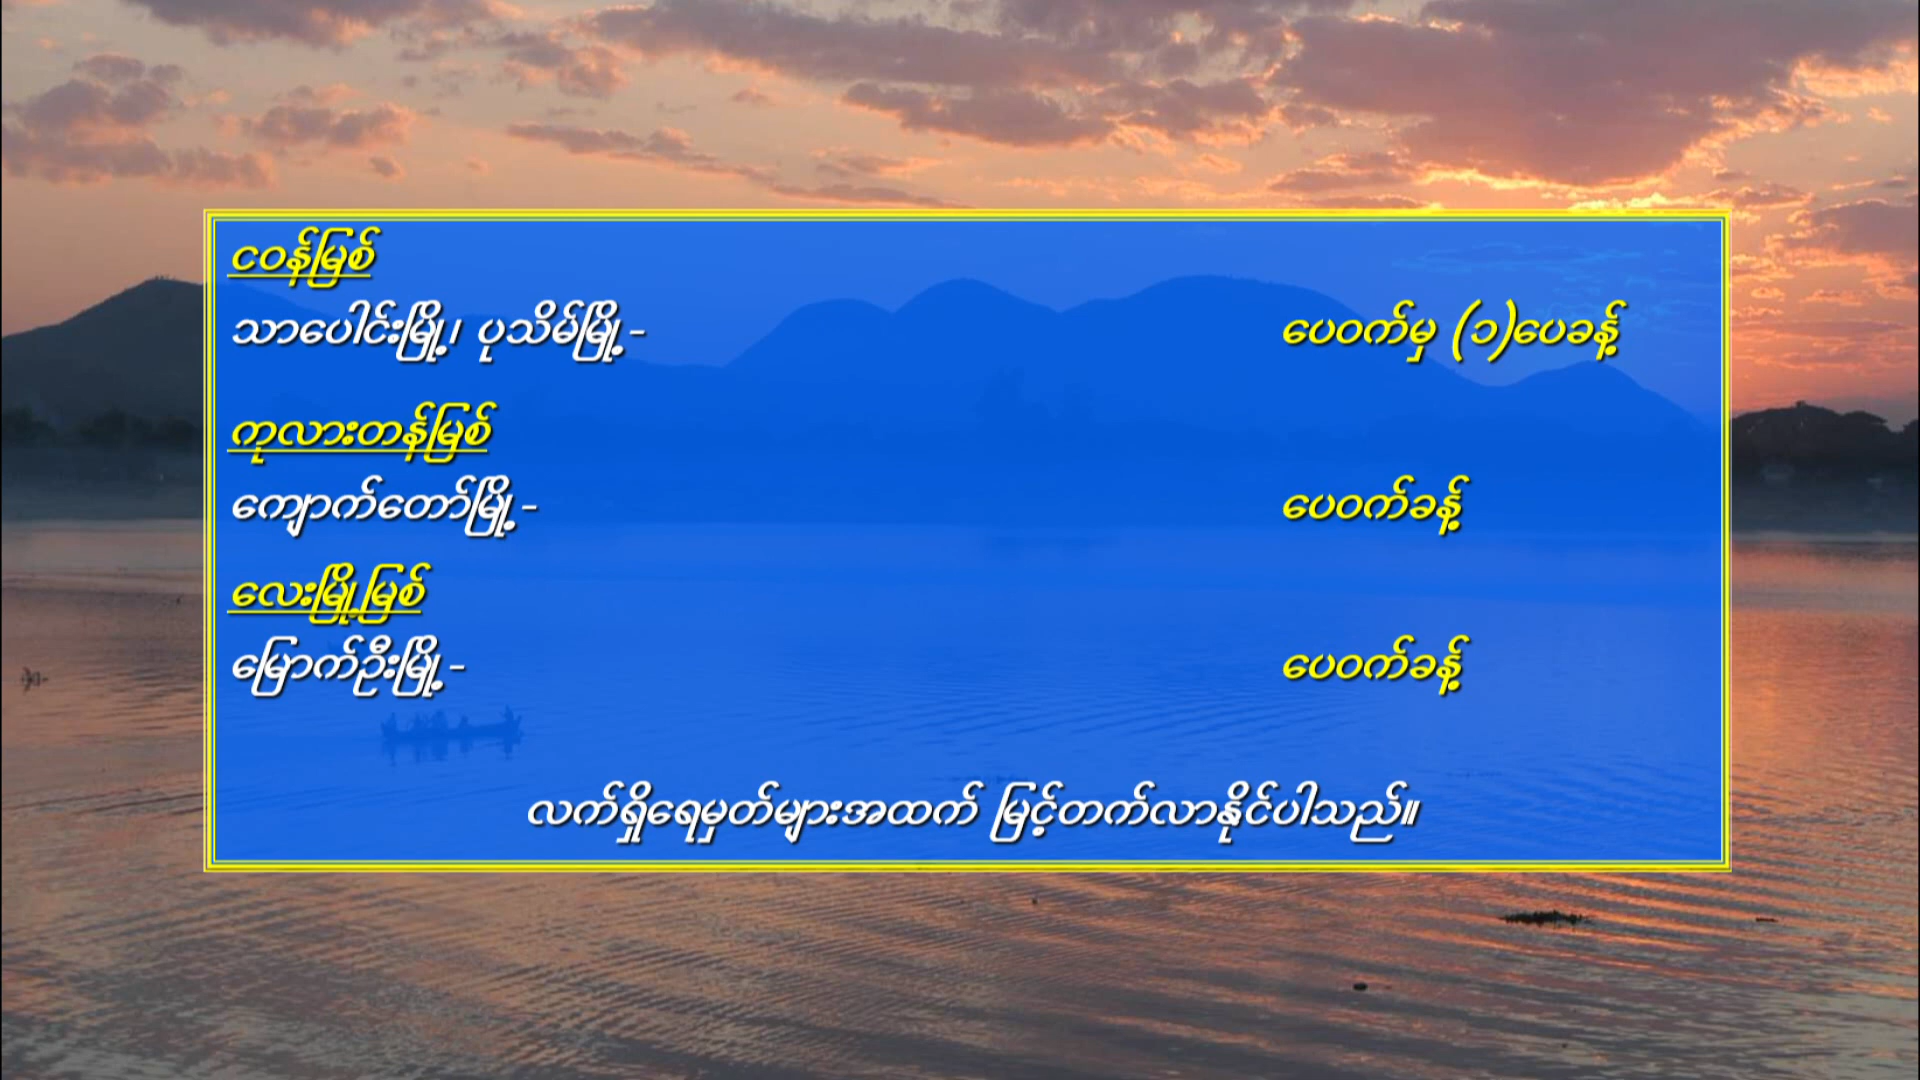 ငဝန်မြစ်
သာပေါင်းမြို့၊ ပုသိမ်မြို့- ပေဝက်မှ (၁)ပေခန့်
ကုလားတန်မြစ်
ကျောက်တော်မြို့- ပေဝက်ခန့်
လေးမြို့မြစ်
မြောက်ဦးမြို့- ပေဝက်ခန့်
လက်ရှိရေမှတ်များအထက် မြင့်တက်လာနိုင်ပါသည်။